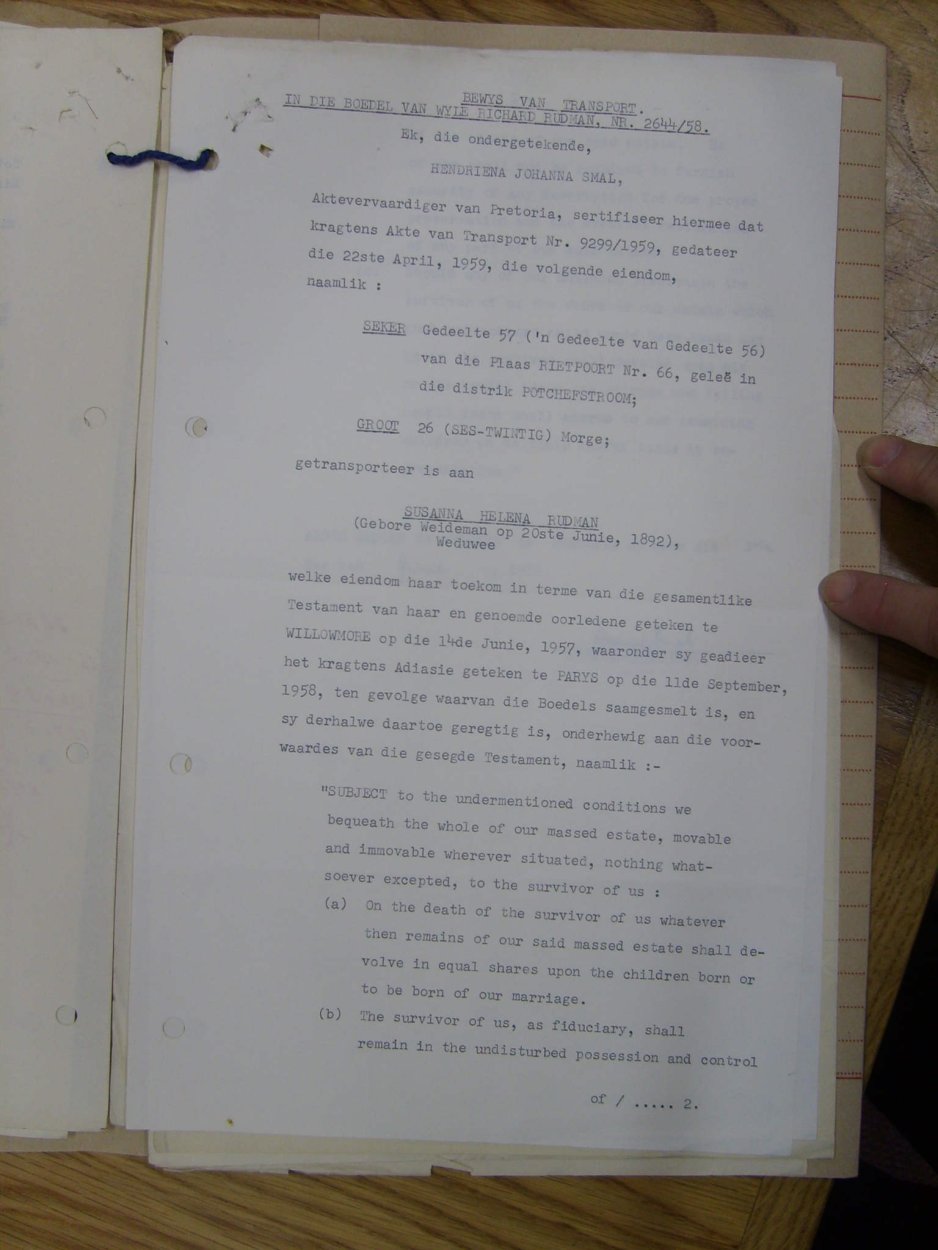 BEWYS VAN TRANSPORT.
IN DIE BOEDEL VAN WYLE RICHARD RUDMAN, NR. 2644/58.
Ek, die ondergetekende,
HENDRIENA JOHANNA SMAL,
Aktevervaardiger van Pretoria, sertifiseer hiermee dat
kragtens Akte van Transport Nr. 9299/1959, gedateer
die 22ste April, 1959, die volgende eiendom,
naamlik :
SEKER Gedeelte 57 ('n Gedeelte van Gedeelte 56)
van die Plaas RIETPOORT Nr. 66, geleë in
die distrik POTCHEFSTROOM;
GROOT 26 (SES-TWINTIG) Morge;
getransporteer is aan
SUSANNA HELENA RUDMAN
(Gebore Weideman op 20ste Junie, 1892),
Weduwee
welke eiendom haar toekom in terme van die gesamentlike
Testament van haar en genoemde oorledene geteken te
WILLOWMORE op die 14de Junie, 1957, waaronder sy geadieer
het kragtens Adiasie geteken te PARYS op die 11de September,
1958, ten gevolge waarvan die Boedels saamgesmelt is, en
sy derhalwe daartoe geregtig is, onderhewig aan die voor-
waardes van die gesegde Testament, naamlik :-
"SUBJECT to the undermentioned conditions we
bequeath the whole of our massed estate, movable
and immovable wherever situated, nothing what-
soever excepted, to the survivor of us :
(a) On the death of the survivor of us whatever
then remains of our said massed estate shall de-
volve in equal shares upon the children born or
to be born of our marriage.
(b) The survivor of us, as fiduciary, shall
remain in the undisturbed possession and control
of / ..... 2.